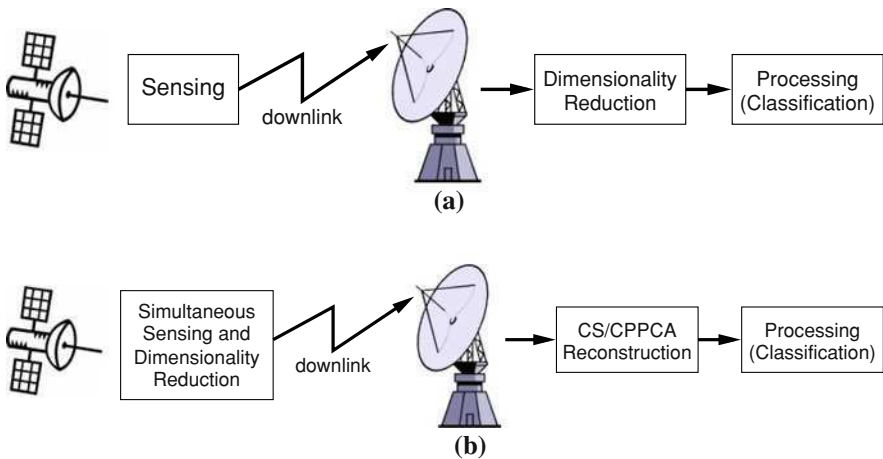 Sensing
downlink
Dimensionality
Reduction
Processing
(Classification)
(a)
Simultaneous
Sensing and
Dimensionality
Reduction
downlink
CS/CPPCA
Reconstruction
Processing
(Classification)
(b)